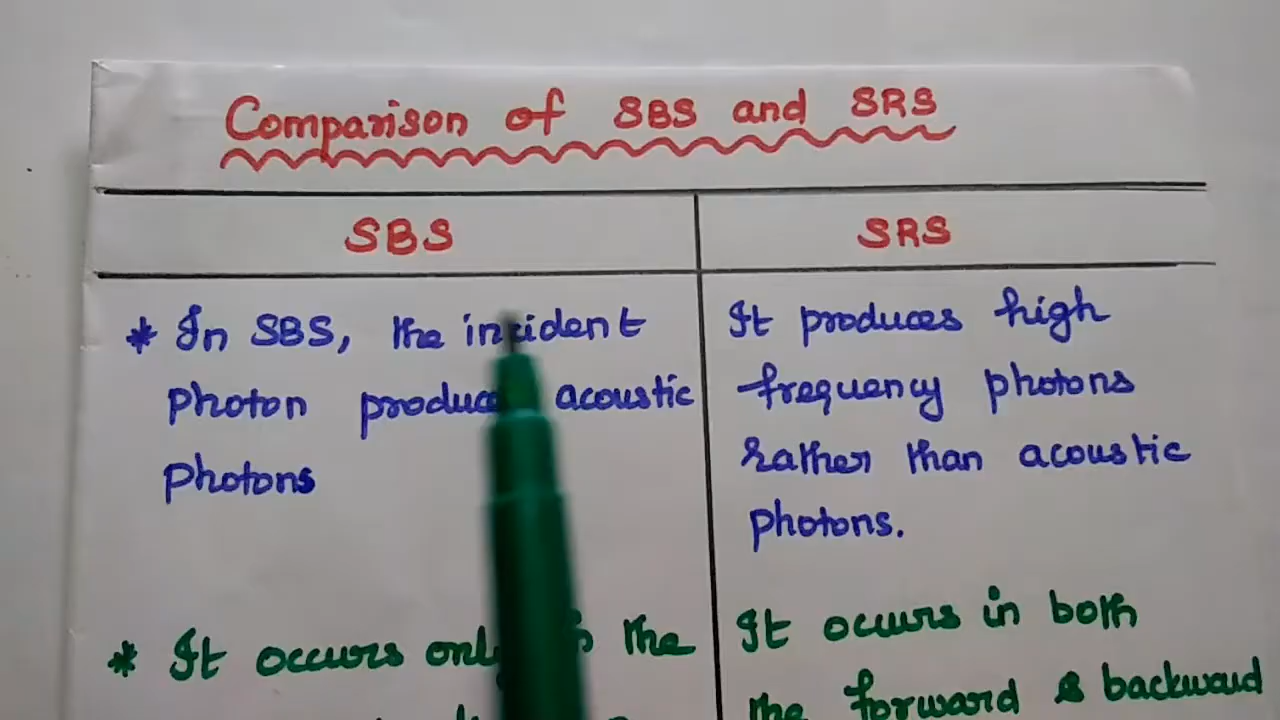 Comparison of SBS and SRS
SBS
SRS
* In SBS, the incident
photon produces acoustic
photons
It produces high
frequency photons
rather than acoustic
photons.
* It occurs only the
It occurs in both
the forward & backward